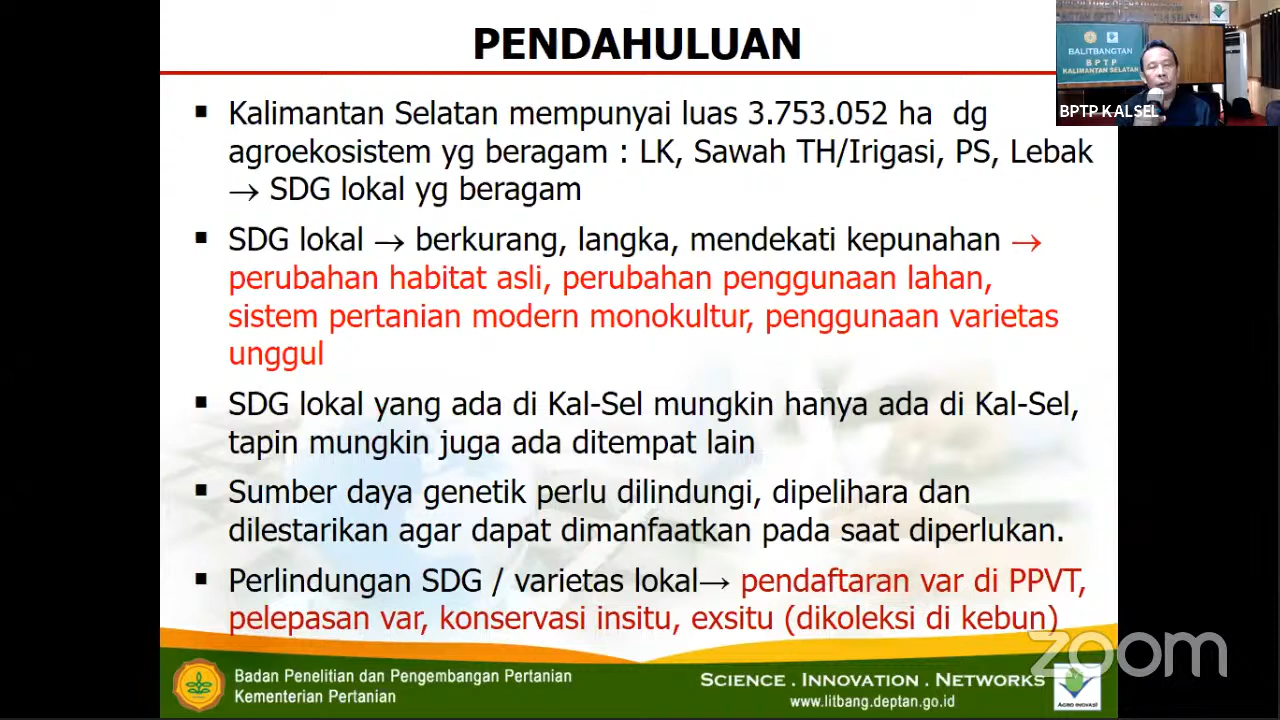 PENDAHULUAN
▪ Kalimantan Selatan mempunyai luas 3.753.052 ha dg
agroekosistem yg beragam : LK, Sawah TH/Irigasi, PS, Lebak
→ SDG lokal yg beragam
▪ SDG lokal → berkurang, langka, mendekati kepunahan →
perubahan habitat asli, perubahan penggunaan lahan,
sistem pertanian modern monokultur, penggunaan varietas
unggul
▪ SDG lokal yang ada di Kal-Sel mungkin hanya ada di Kal-Sel,
tapin mungkin juga ada ditempat lain
▪ Sumber daya genetik perlu dilindungi, dipelihara dan
dilestarikan agar dapat dimanfaatkan pada saat diperlukan.
▪ Perlindungan SDG / varietas lokal→ pendaftaran var di PPVT,
pelepasan var, konservasi insitu, exsitu (dikoleksi di kebun)
Badan Penelitian dan Pengembangan Pertanian
Kementerian Pertanian
SCIENCE . INNOVATION . NETWORKS
www.litbang.deptan.go.id
AGRO INOVASI
zoom
BALITBANGTAN
BPTP
KALIMANTAN SELATAN
BPTP KALSEL